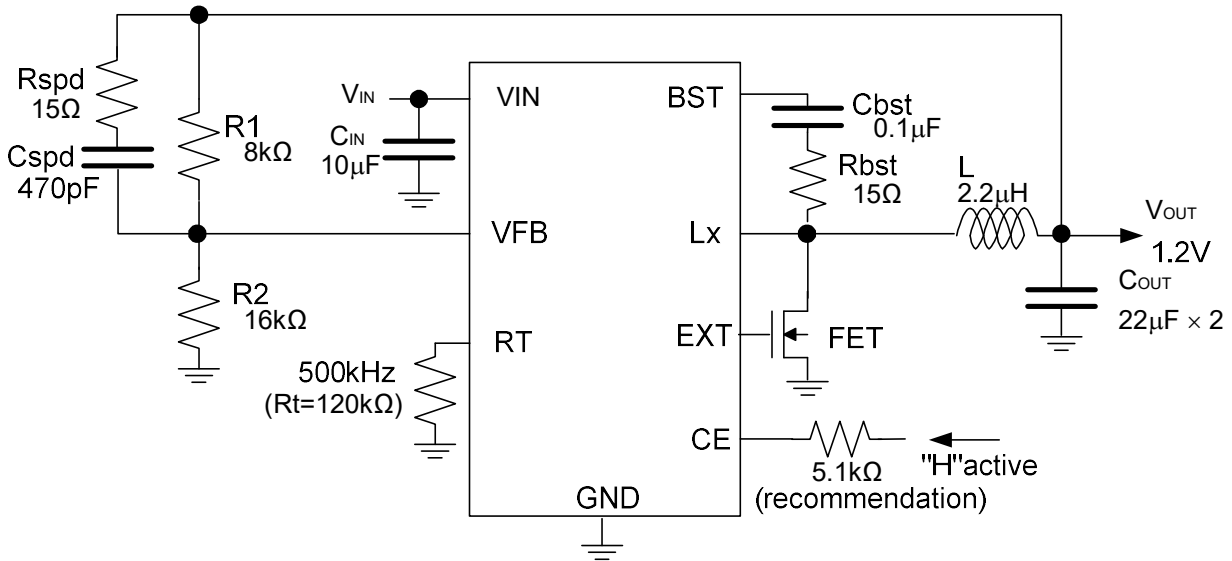 Rspd
15Ω
R1
8kΩ
Cspd
470pF
R2
16kΩ
VIN
CIN
10μF
VIN
BST
VFB
Lx
RT
EXT
CE
GND
500kHz
(Rt=120kΩ)
Cbst
0.1μF
Rbst
15Ω
L
2.2μH
VOUT
1.2V
COUT
22μF × 2
FET
5.1kΩ
"H"active
(recommendation)